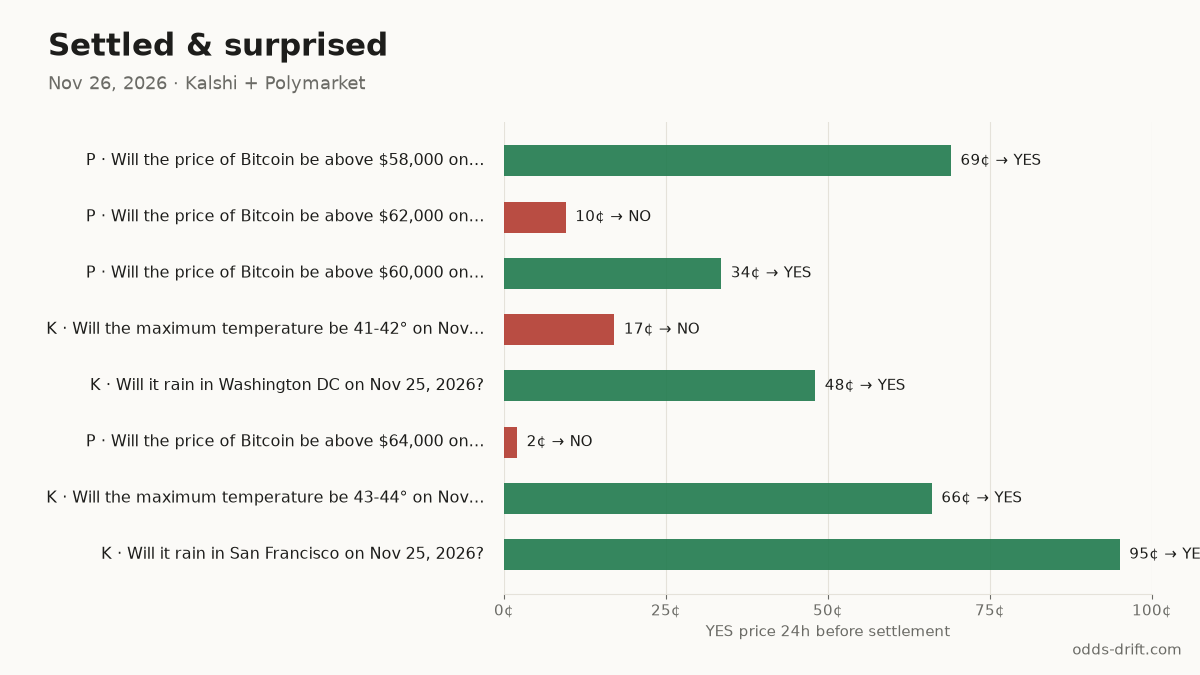 Settled & surprised
Nov 26, 2026 · Kalshi + Polymarket
P · Will the price of Bitcoin be above $58,000 on… 69¢ → YES
P · Will the price of Bitcoin be above $62,000 on… 10¢ → NO
P · Will the price of Bitcoin be above $60,000 on… 34¢ → YES
K · Will the maximum temperature be 41-42° on Nov… 17¢ → NO
K · Will it rain in Washington DC on Nov 25, 2026? 48¢ → YES
P · Will the price of Bitcoin be above $64,000 on… 2¢ → NO
K · Will the maximum temperature be 43-44° on Nov… 66¢ → YES
K · Will it rain in San Francisco on Nov 25, 2026? 95¢ → YE
0¢ 25¢ 50¢ 75¢ 100¢
YES price 24h before settlement
odds-drift.com